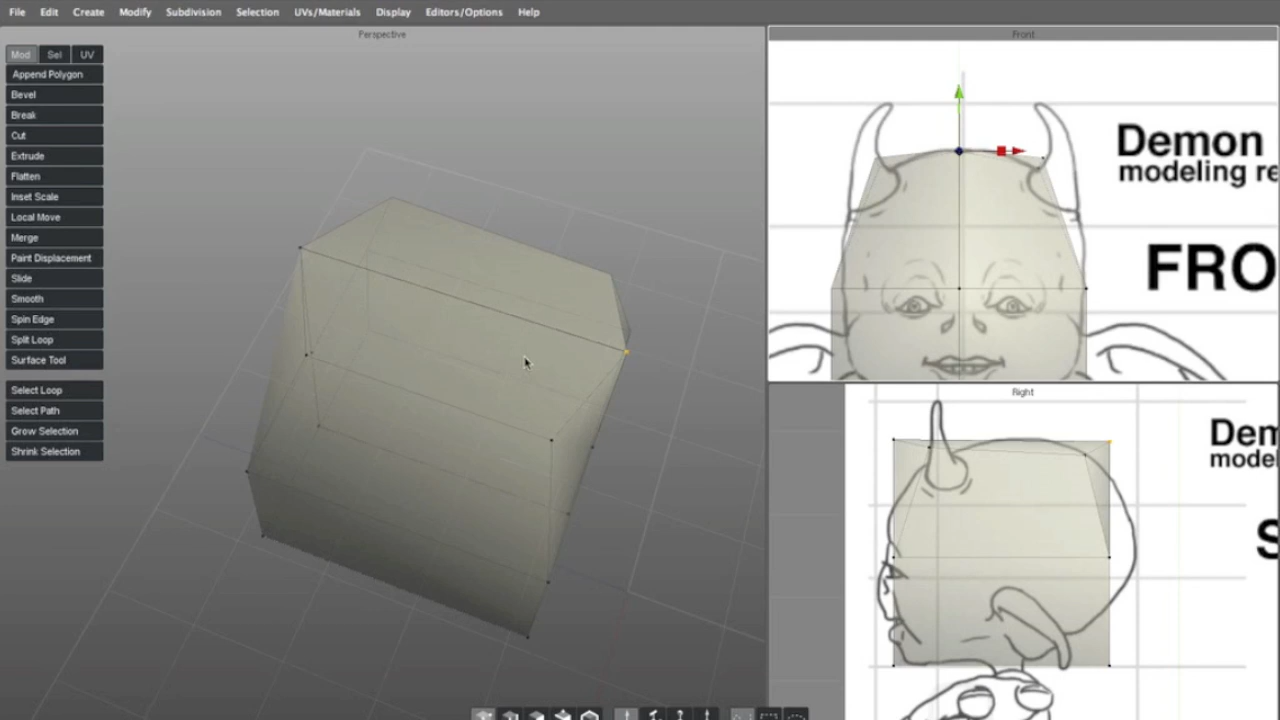 File Edit Create Modify Subdivision Selection UVs/Materials Display Editors/Options Help
Perspective
Mod Sel UV
Append Polygon
Bevel
Break
Cut
Extrude
Flatten
Inset Scale
Local Move
Merge
Paint Displacement
Slide
Smooth
Spin Edge
Split Loop
Surface Tool
Select Loop
Select Path
Grow Selection
Shrink Selection
Front
Demon
modeling re
FRO
Right
Dem
model
S